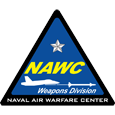 NAWC
Weapons Division
NAVAL AIR WARFARE CENTER